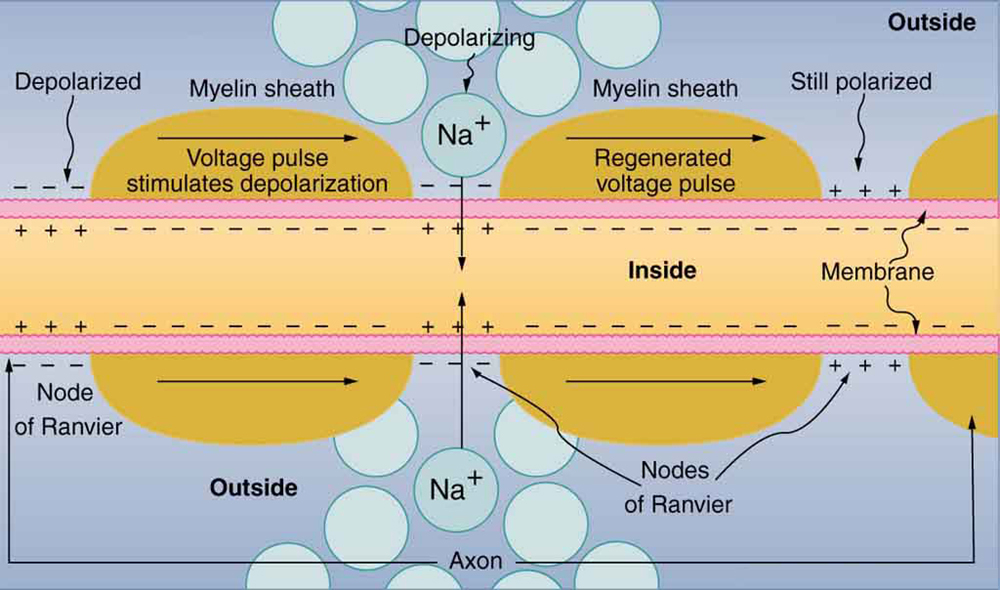 Outside
Depolarizing
Depolarized
Myelin sheath
Myelin sheath
Still polarized
Na+
Voltage pulse
stimulates depolarization
Regenerated
voltage pulse
– – –
– – –
+ + +
+ + +
– – – – – – – – – –
+ + +
– – – – – – – – – –
– – – – –
Inside
Membrane
+ + +
– – – – – – – – – –
+ + +
– – – – – – – – – –
– – – – –
– – –
– – –
+ + +
Node
of Ranvier
Nodes
of Ranvier
Outside
Na+
Axon